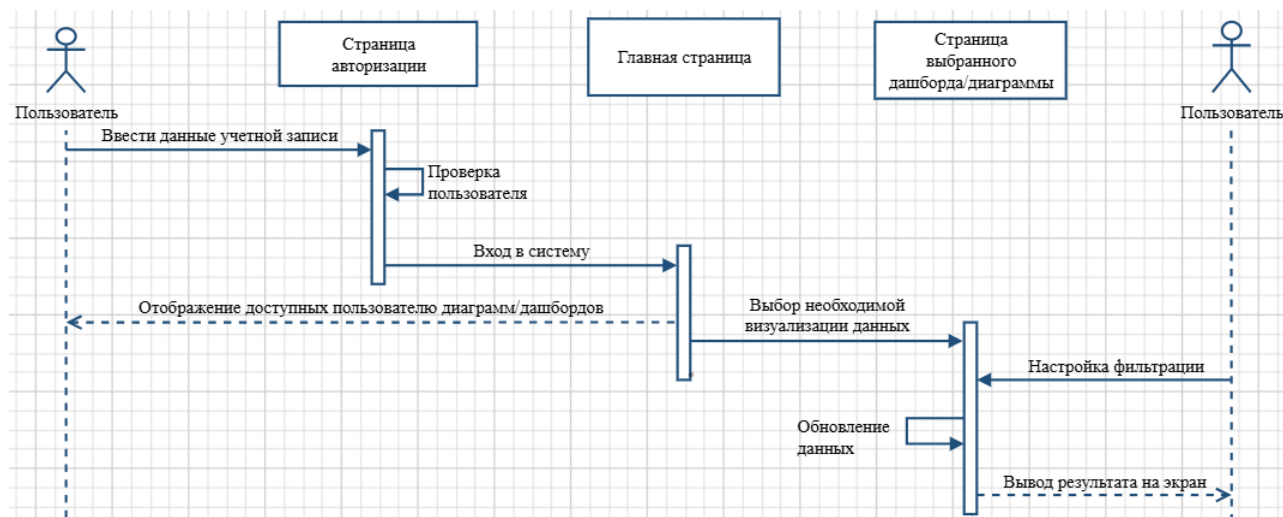 Страница
авторизации
Главная страница
Страница
выбранного
дашборда/диаграммы
Пользователь
Пользователь
Ввести данные учетной записи
Проверка
пользователя
Вход в систему
Отображение доступных пользователю диаграмм/дашбордов
Выбор необходимой
визуализации данных
Настройка фильтрации
Обновление
данных
Вывод результата на экран